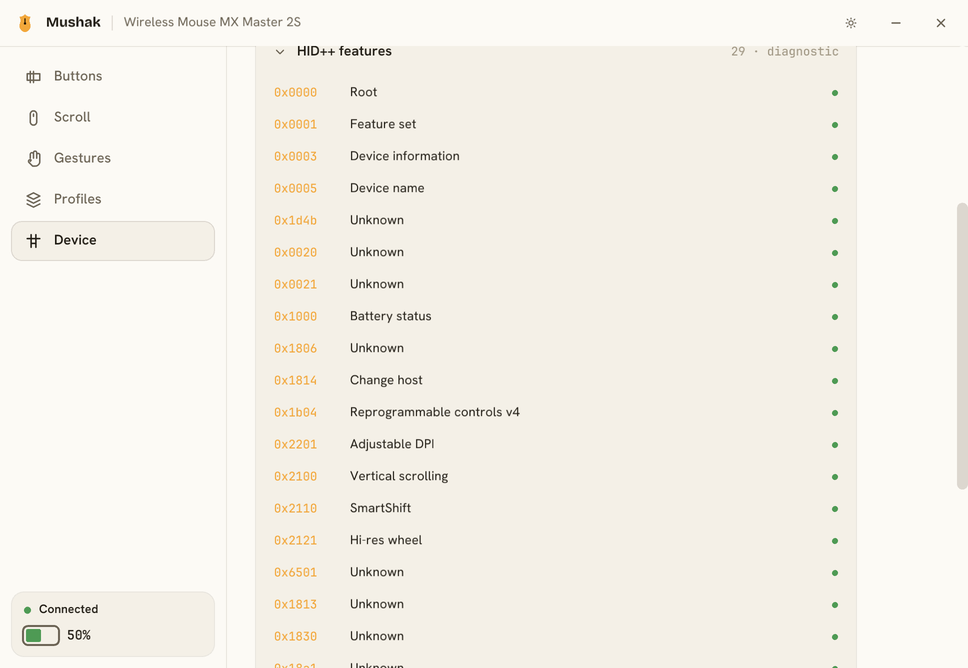 Mushak
Wireless Mouse MX Master 2S
Buttons
Scroll
Gestures
Profiles
Device
HID++ features
29 · diagnostic
0x0000 Root
0x0001 Feature set
0x0003 Device information
0x0005 Device name
0x1d4b Unknown
0x0020 Unknown
0x0021 Unknown
0x1000 Battery status
0x1806 Unknown
0x1814 Change host
0x1b04 Reprogrammable controls v4
0x2201 Adjustable DPI
0x2100 Vertical scrolling
0x2110 SmartShift
0x2121 Hi-res wheel
0x6501 Unknown
0x1813 Unknown
0x1830 Unknown
Unknown
Connected
50%